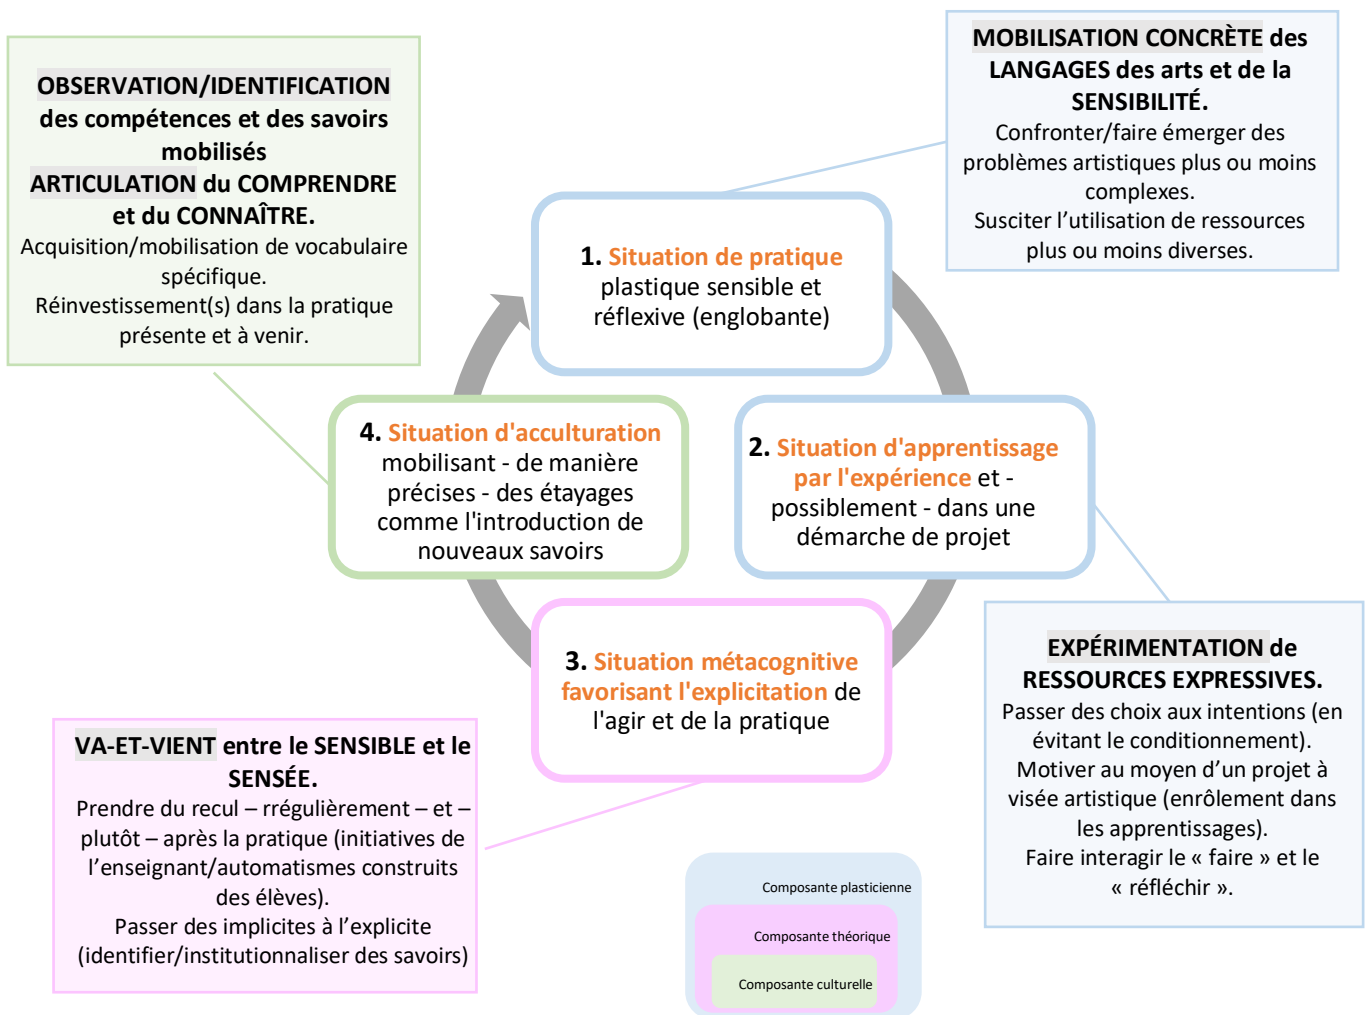 OBSERVATION/IDENTIFICATION
des compétences et des savoirs
mobilisés
ARTICULATION du COMPRENDRE
et du CONNAÎTRE.
Acquisition/mobilisation de vocabulaire
spécifique.
Réinvestissement(s) dans la pratique
présente et à venir.
MOBILISATION CONCRÈTE des
LANGAGES des arts et de la
SENSIBILITÉ.
Confronter/faire émerger des
problèmes artistiques plus ou moins
complexes.
Susciter l’utilisation de ressources
plus ou moins diverses.
1. Situation de pratique
plastique sensible et
réflexive (englobante)
2. Situation d'apprentissage
par l'expérience et -
possiblement - dans une
démarche de projet
3. Situation métacognitive
favorisant l'explicitation de
l'agir et de la pratique
4. Situation d'acculturation
mobilisant - de manière
précises - des étayages
comme l'introduction de
nouveaux savoirs
EXPÉRIMENTATION de
RESSOURCES EXPRESSIVES.
Passer des choix aux intentions (en
évitant le conditionnement).
Motiver au moyen d’un projet à
visée artistique (enrôlement dans
les apprentissages).
Faire interagir le « faire » et le
« réfléchir ».
VA-ET-VIENT entre le SENSIBLE et le
SENSÉE.
Prendre du recul – rrégulièrement – et –
plutôt – après la pratique (initiatives de
l’enseignant/automatismes construits
des élèves).
Passer des implicites à l’explicite
(identifier/institutionnaliser des savoirs)
Composante plasticienne
Composante théorique
Composante culturelle